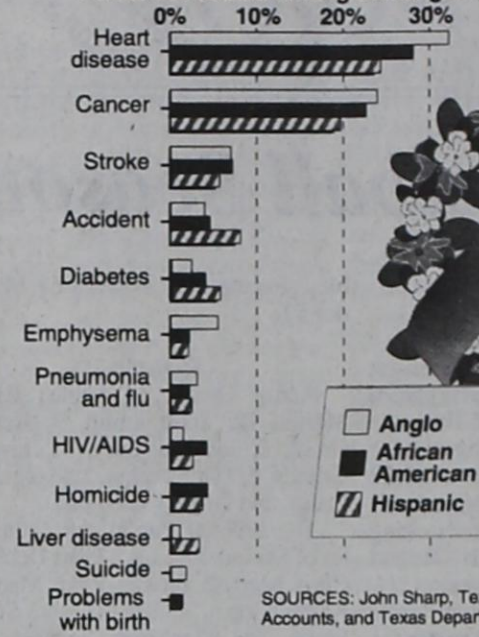 0% 10% 20% 30%
Heart
disease
Cancer
Stroke
Accident
Diabetes
Emphysema
Pneumonia
and flu
HIV/AIDS
Homicide
Liver disease
Suicide
Problems
with birth
Anglo
African
American
Hispanic
SOURCES: John Sharp, Te
Accounts, and Texas Depar